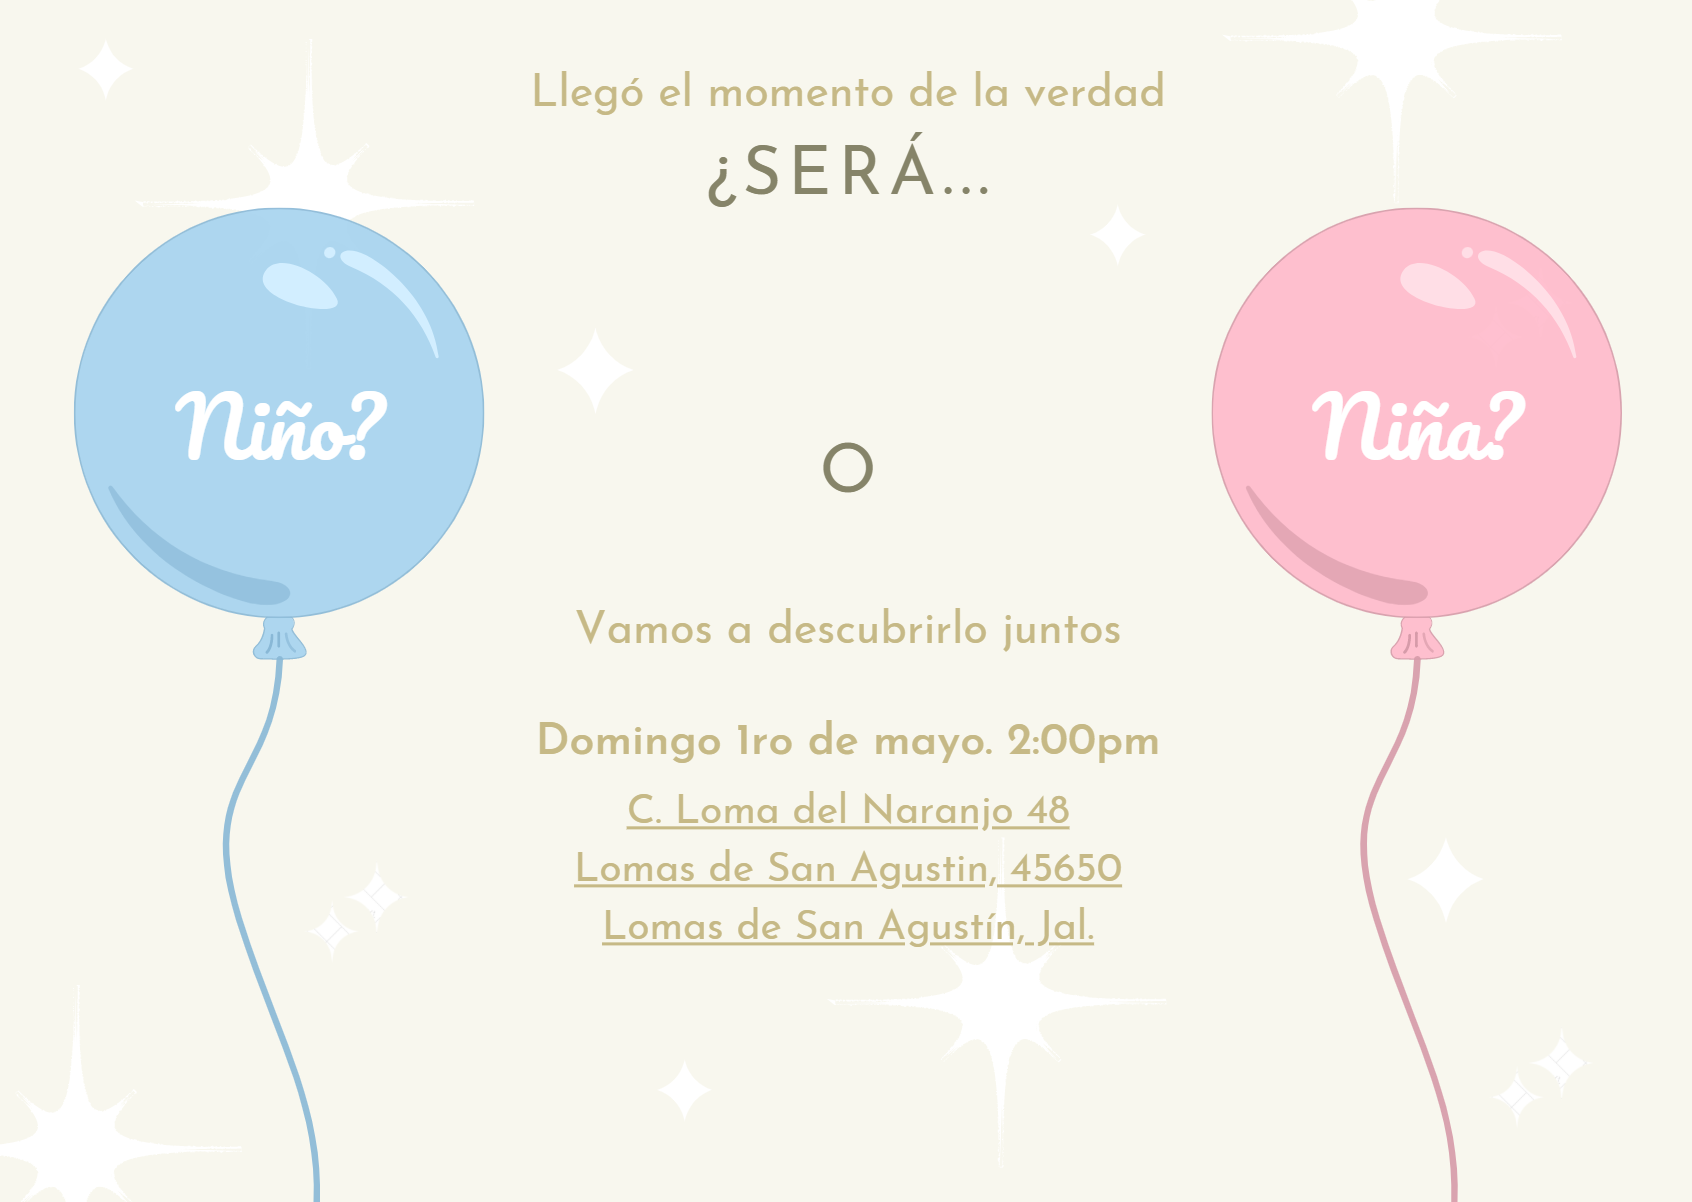 Llegó el momento de la verdad
¿SERÁ...
Niño?
O
Niña?
Vamos a descubrirlo juntos
Domingo 1ro de mayo. 2:00pm
C. Loma del Naranjo 48
Lomas de San Agustin, 45650
Lomas de San Agustín, Jal.